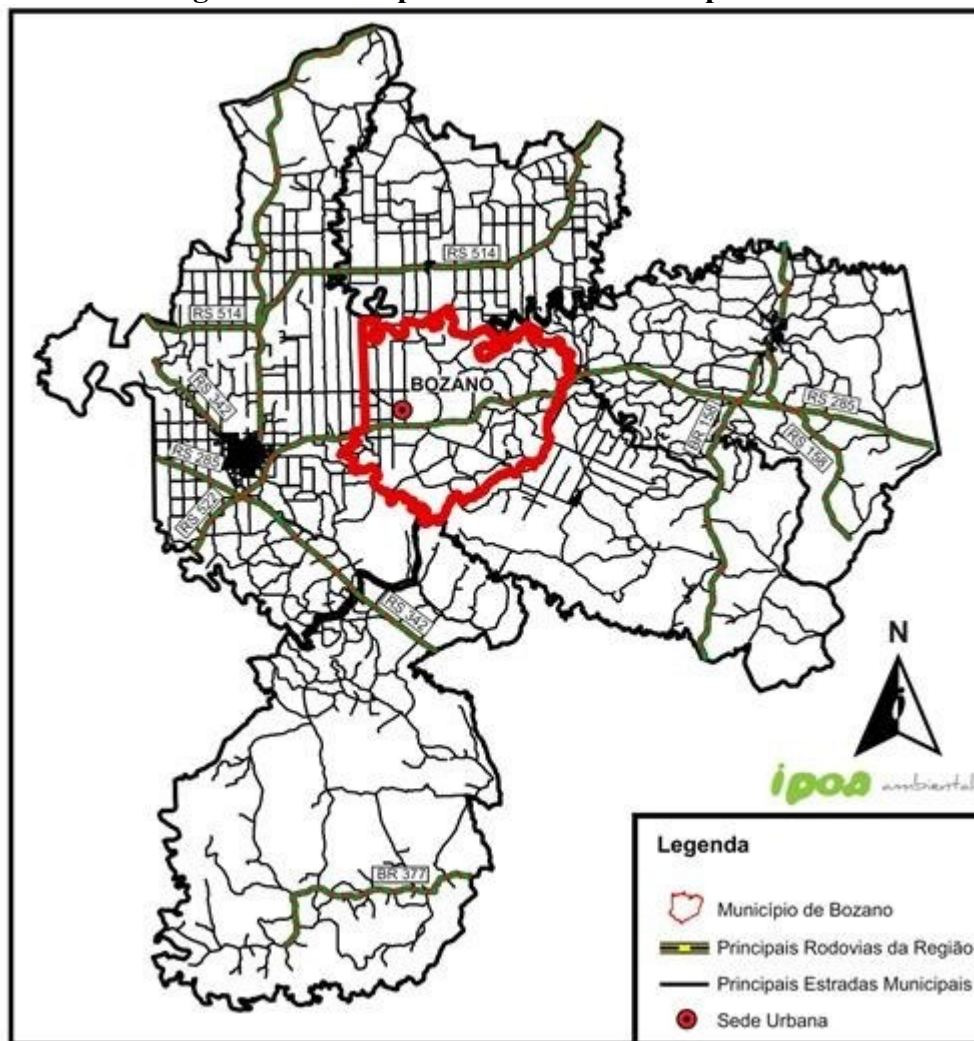 RS 514
RS 514
RS 342
BOZANO
RS 285
BR 158
RS 158
RS 285
RS 522
RS 342
N
ipoa ambiental
BR 377
Legenda
Município de Bozano
Principais Rodovias da Região
Principais Estradas Municipais
Sede Urbana